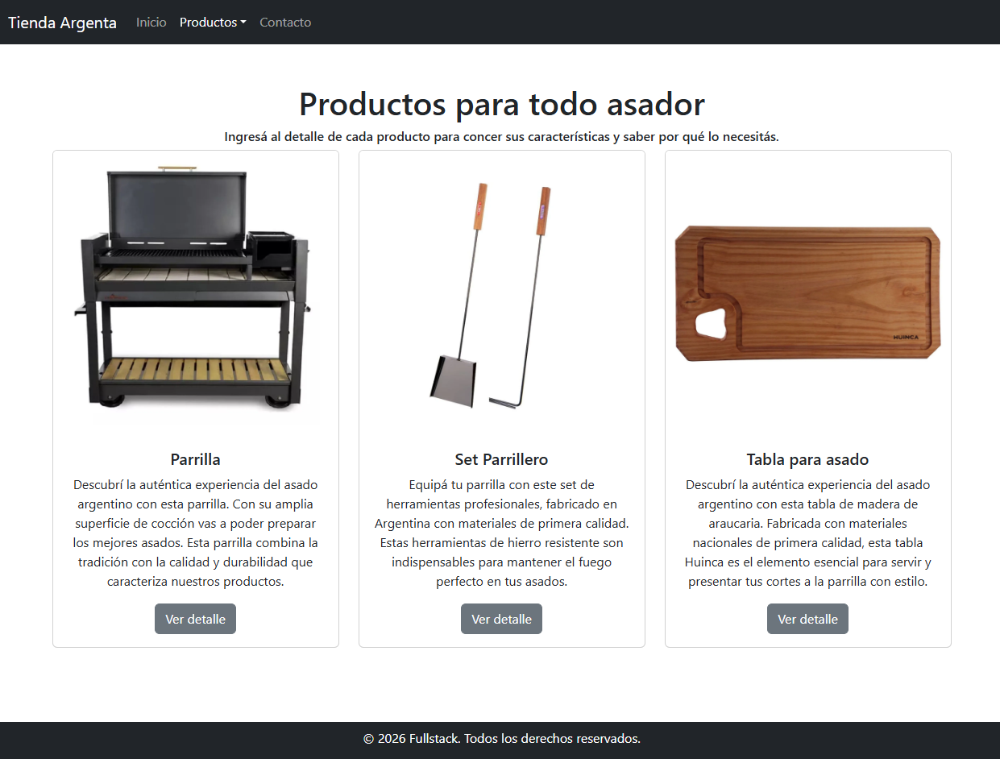 Tienda Argenta Inicio Productos Contacto
Productos para todo asador
Ingresá al detalle de cada producto para concer sus características y saber por qué lo necesitás.
HUINCA
Parrilla
Descubrí la auténtica experiencia del asado
argentino con esta parrilla. Con su amplia
superficie de cocción vas a poder preparar
los mejores asados. Esta parrilla combina la
tradición con la calidad y durabilidad que
caracteriza nuestros productos.
Ver detalle
Set Parrillero
Equipá tu parrilla con este set de
herramientas profesionales, fabricado en
Argentina con materiales de primera calidad.
Estas herramientas de hierro resistente son
indispensables para mantener el fuego
perfecto en tus asados.
Ver detalle
Tabla para asado
Descubrí la auténtica experiencia del asado
argentino con esta tabla de madera de
araucaria. Fabricada con materiales
nacionales de primera calidad, esta tabla
Huinca es el elemento esencial para servir y
presentar tus cortes a la parrilla con estilo.
Ver detalle
© 2026 Fullstack. Todos los derechos reservados.